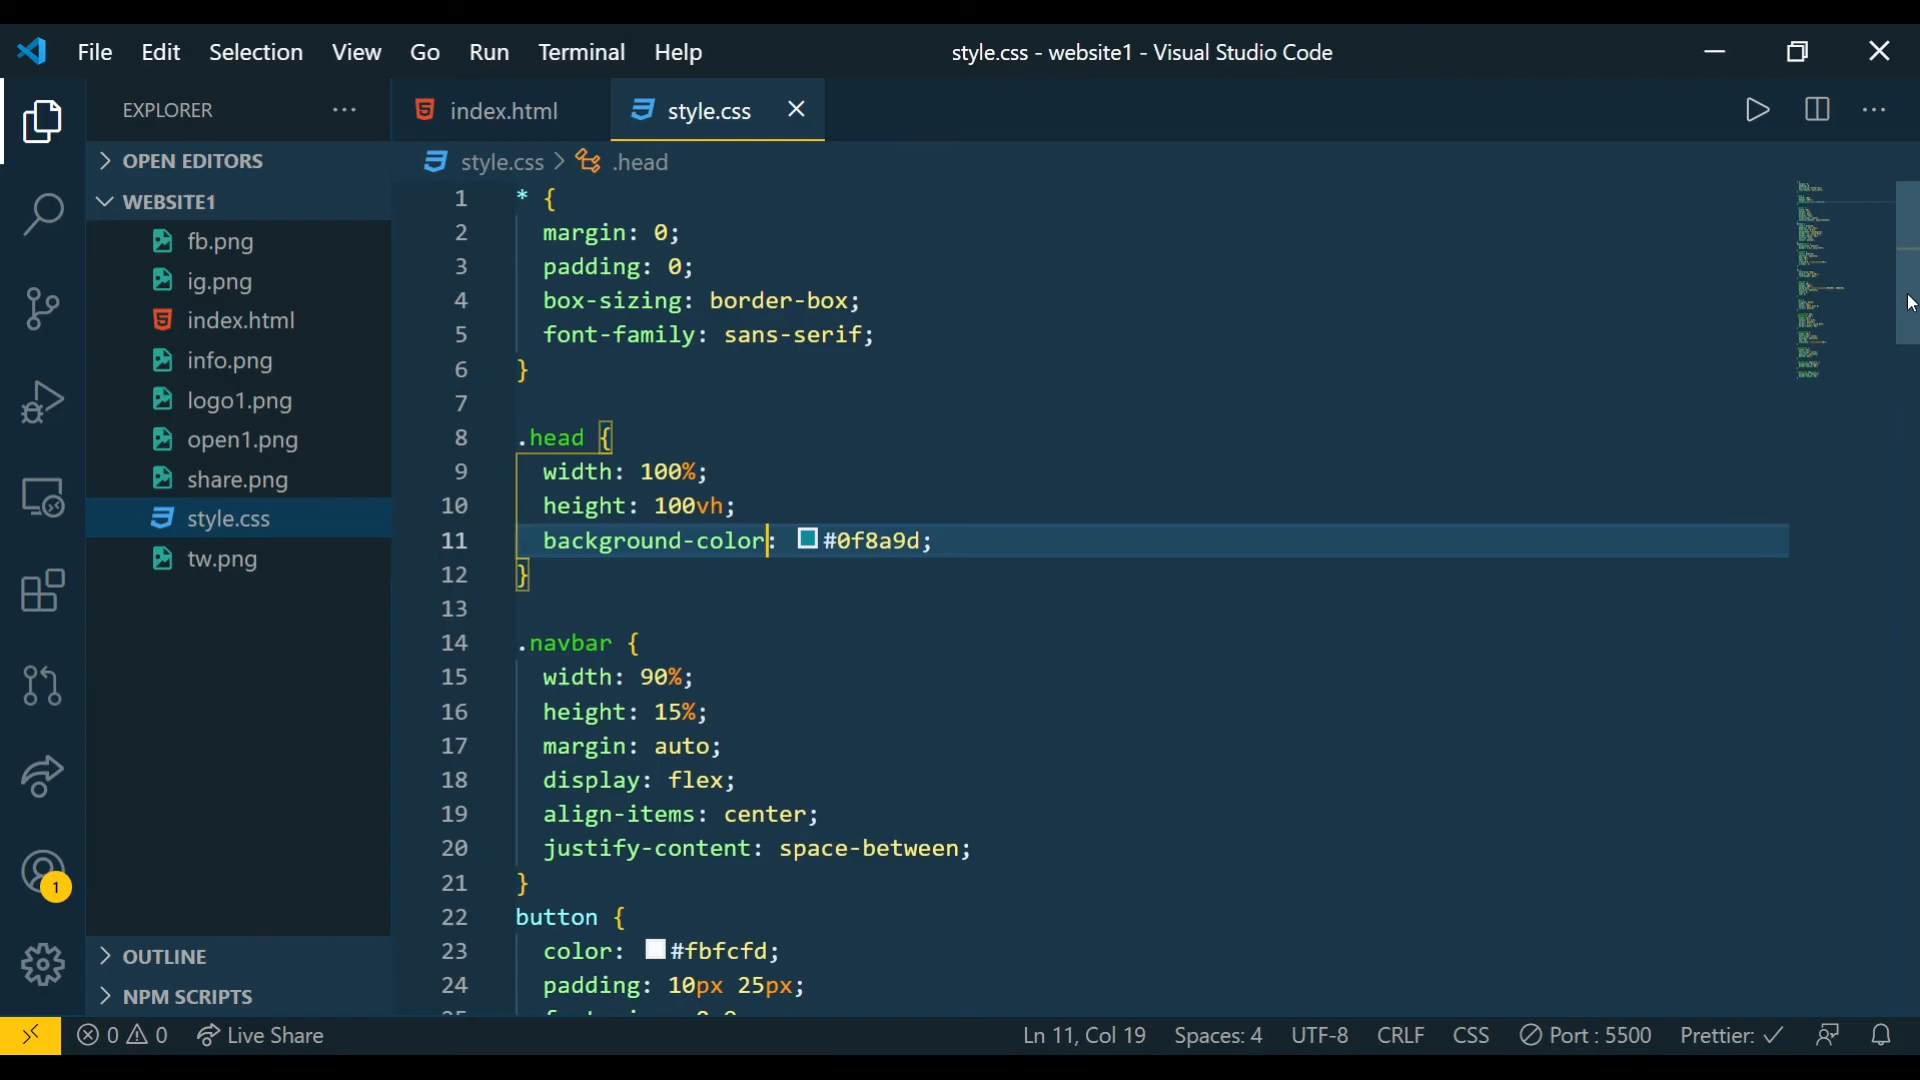 File Edit Selection View Go Run Terminal Help style.css - website1 - Visual Studio Code
EXPLORER
OPEN EDITORS
WEBSITE1
fb.png
ig.png
index.html
info.png
logo1.png
open1.png
share.png
style.css
tw.png
OUTLINE
NPM SCRIPTS
1
index.html style.css
style.css > .head
1 * {
2 margin: 0;
3 padding: 0;
4 box-sizing: border-box;
5 font-family: sans-serif;
6 }
7
8 .head {
9 width: 100%;
10 height: 100vh;
11 background-color: #0f8a9d;
12 }
13
14 .navbar {
15 width: 90%;
16 height: 15%;
17 margin: auto;
18 display: flex;
19 align-items: center;
20 justify-content: space-between;
21 }
22 button {
23 color: #fbfcfd;
24 padding: 10px 25px;
0 0 Live Share Ln 11, Col 19 Spaces: 4 UTF-8 CRLF CSS Port : 5500 Prettier: ✓